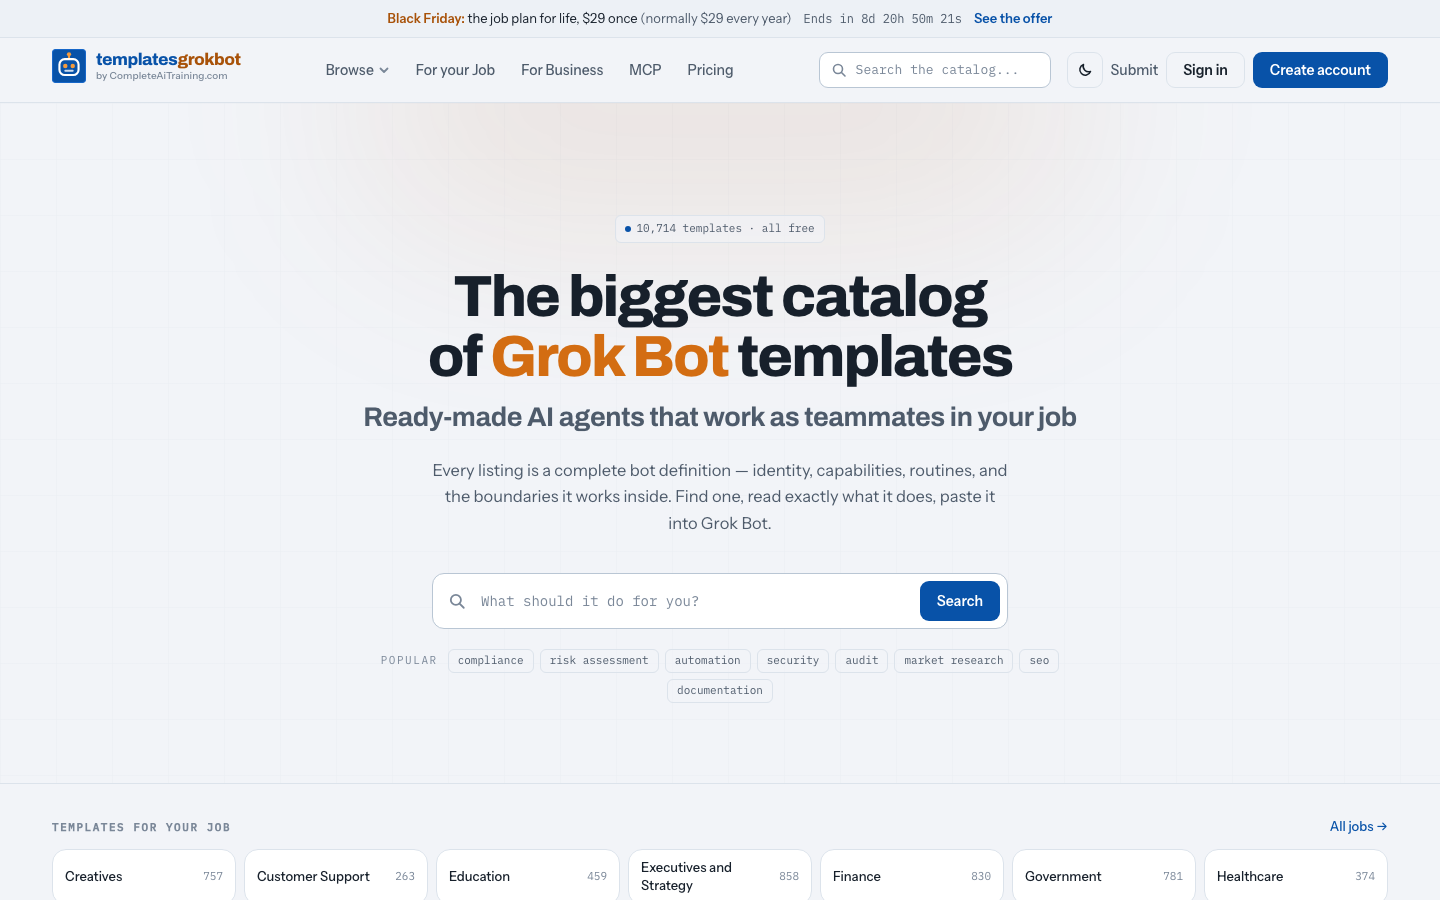 Black Friday: the job plan for life, $29 once (normally $29 every year) Ends in 8d 20h 50m 21s See the offer
templatesgrokbot
by CompleteAiTraining.com
Browse For your Job For Business MCP Pricing
Search the catalog...
Submit Sign in Create account
10,714 templates · all free
The biggest catalog
of Grok Bot templates
Ready-made AI agents that work as teammates in your job
Every listing is a complete bot definition — identity, capabilities, routines, and
the boundaries it works inside. Find one, read exactly what it does, paste it
into Grok Bot.
What should it do for you? Search
POPULAR compliance risk assessment automation security audit market research seo
documentation
TEMPLATES FOR YOUR JOB All jobs →
Creatives 757
Customer Support 263
Education 459
Executives and
Strategy 858
Finance 830
Government 781
Healthcare 374